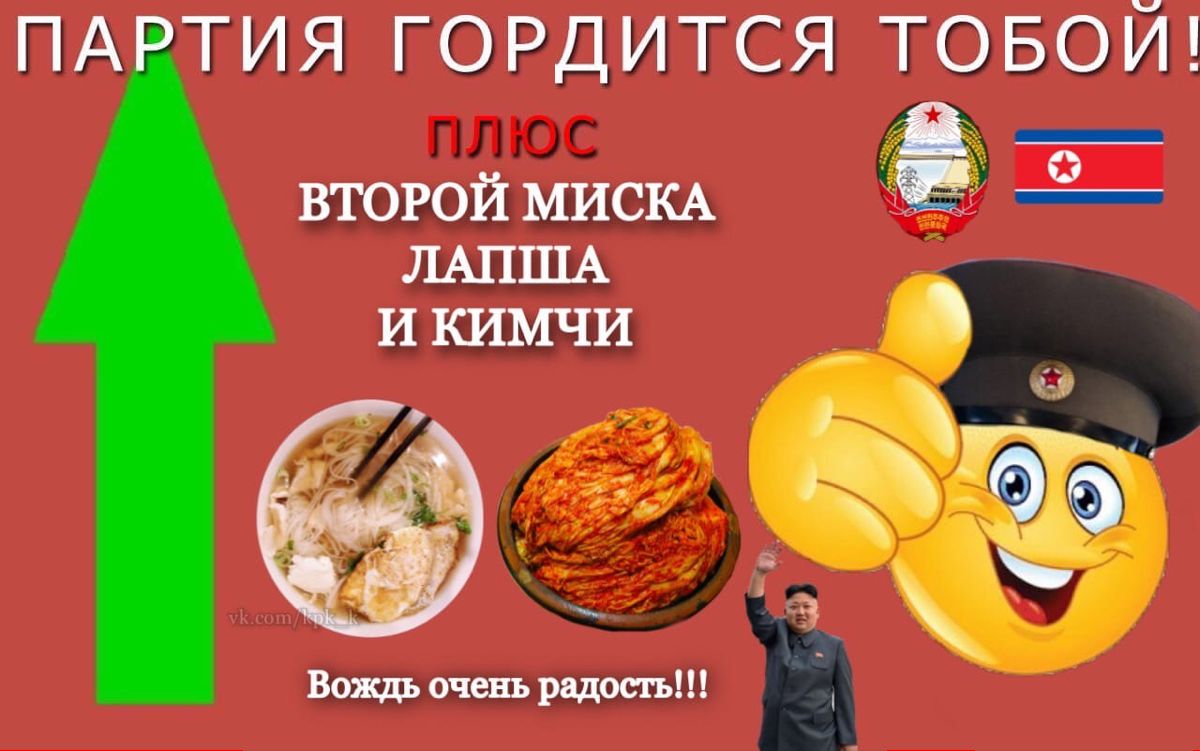 ПАРТИЯ ГОРДИТСЯ ТОБОЙ!
ПЛЮС
ВТОРОЙ МИСКА
ЛАПША
И КИМЧИ
vk.com/kpk_k
Вождь очень радость!!!